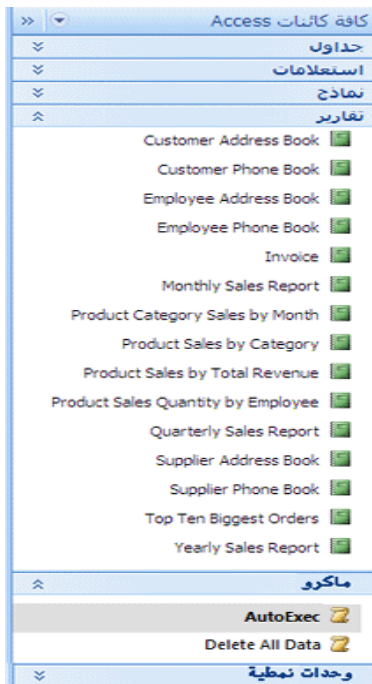 كافة كائنات Access
جداول
استعلامات
نماذج
تقارير
Customer Address Book
Customer Phone Book
Employee Address Book
Employee Phone Book
Invoice
Monthly Sales Report
Product Category Sales by Month
Product Sales by Category
Product Sales by Total Revenue
Product Sales Quantity by Employee
Quarterly Sales Report
Supplier Address Book
Supplier Phone Book
Top Ten Biggest Orders
Yearly Sales Report
ماكرو
AutoExec
Delete All Data
وحدات نمطية